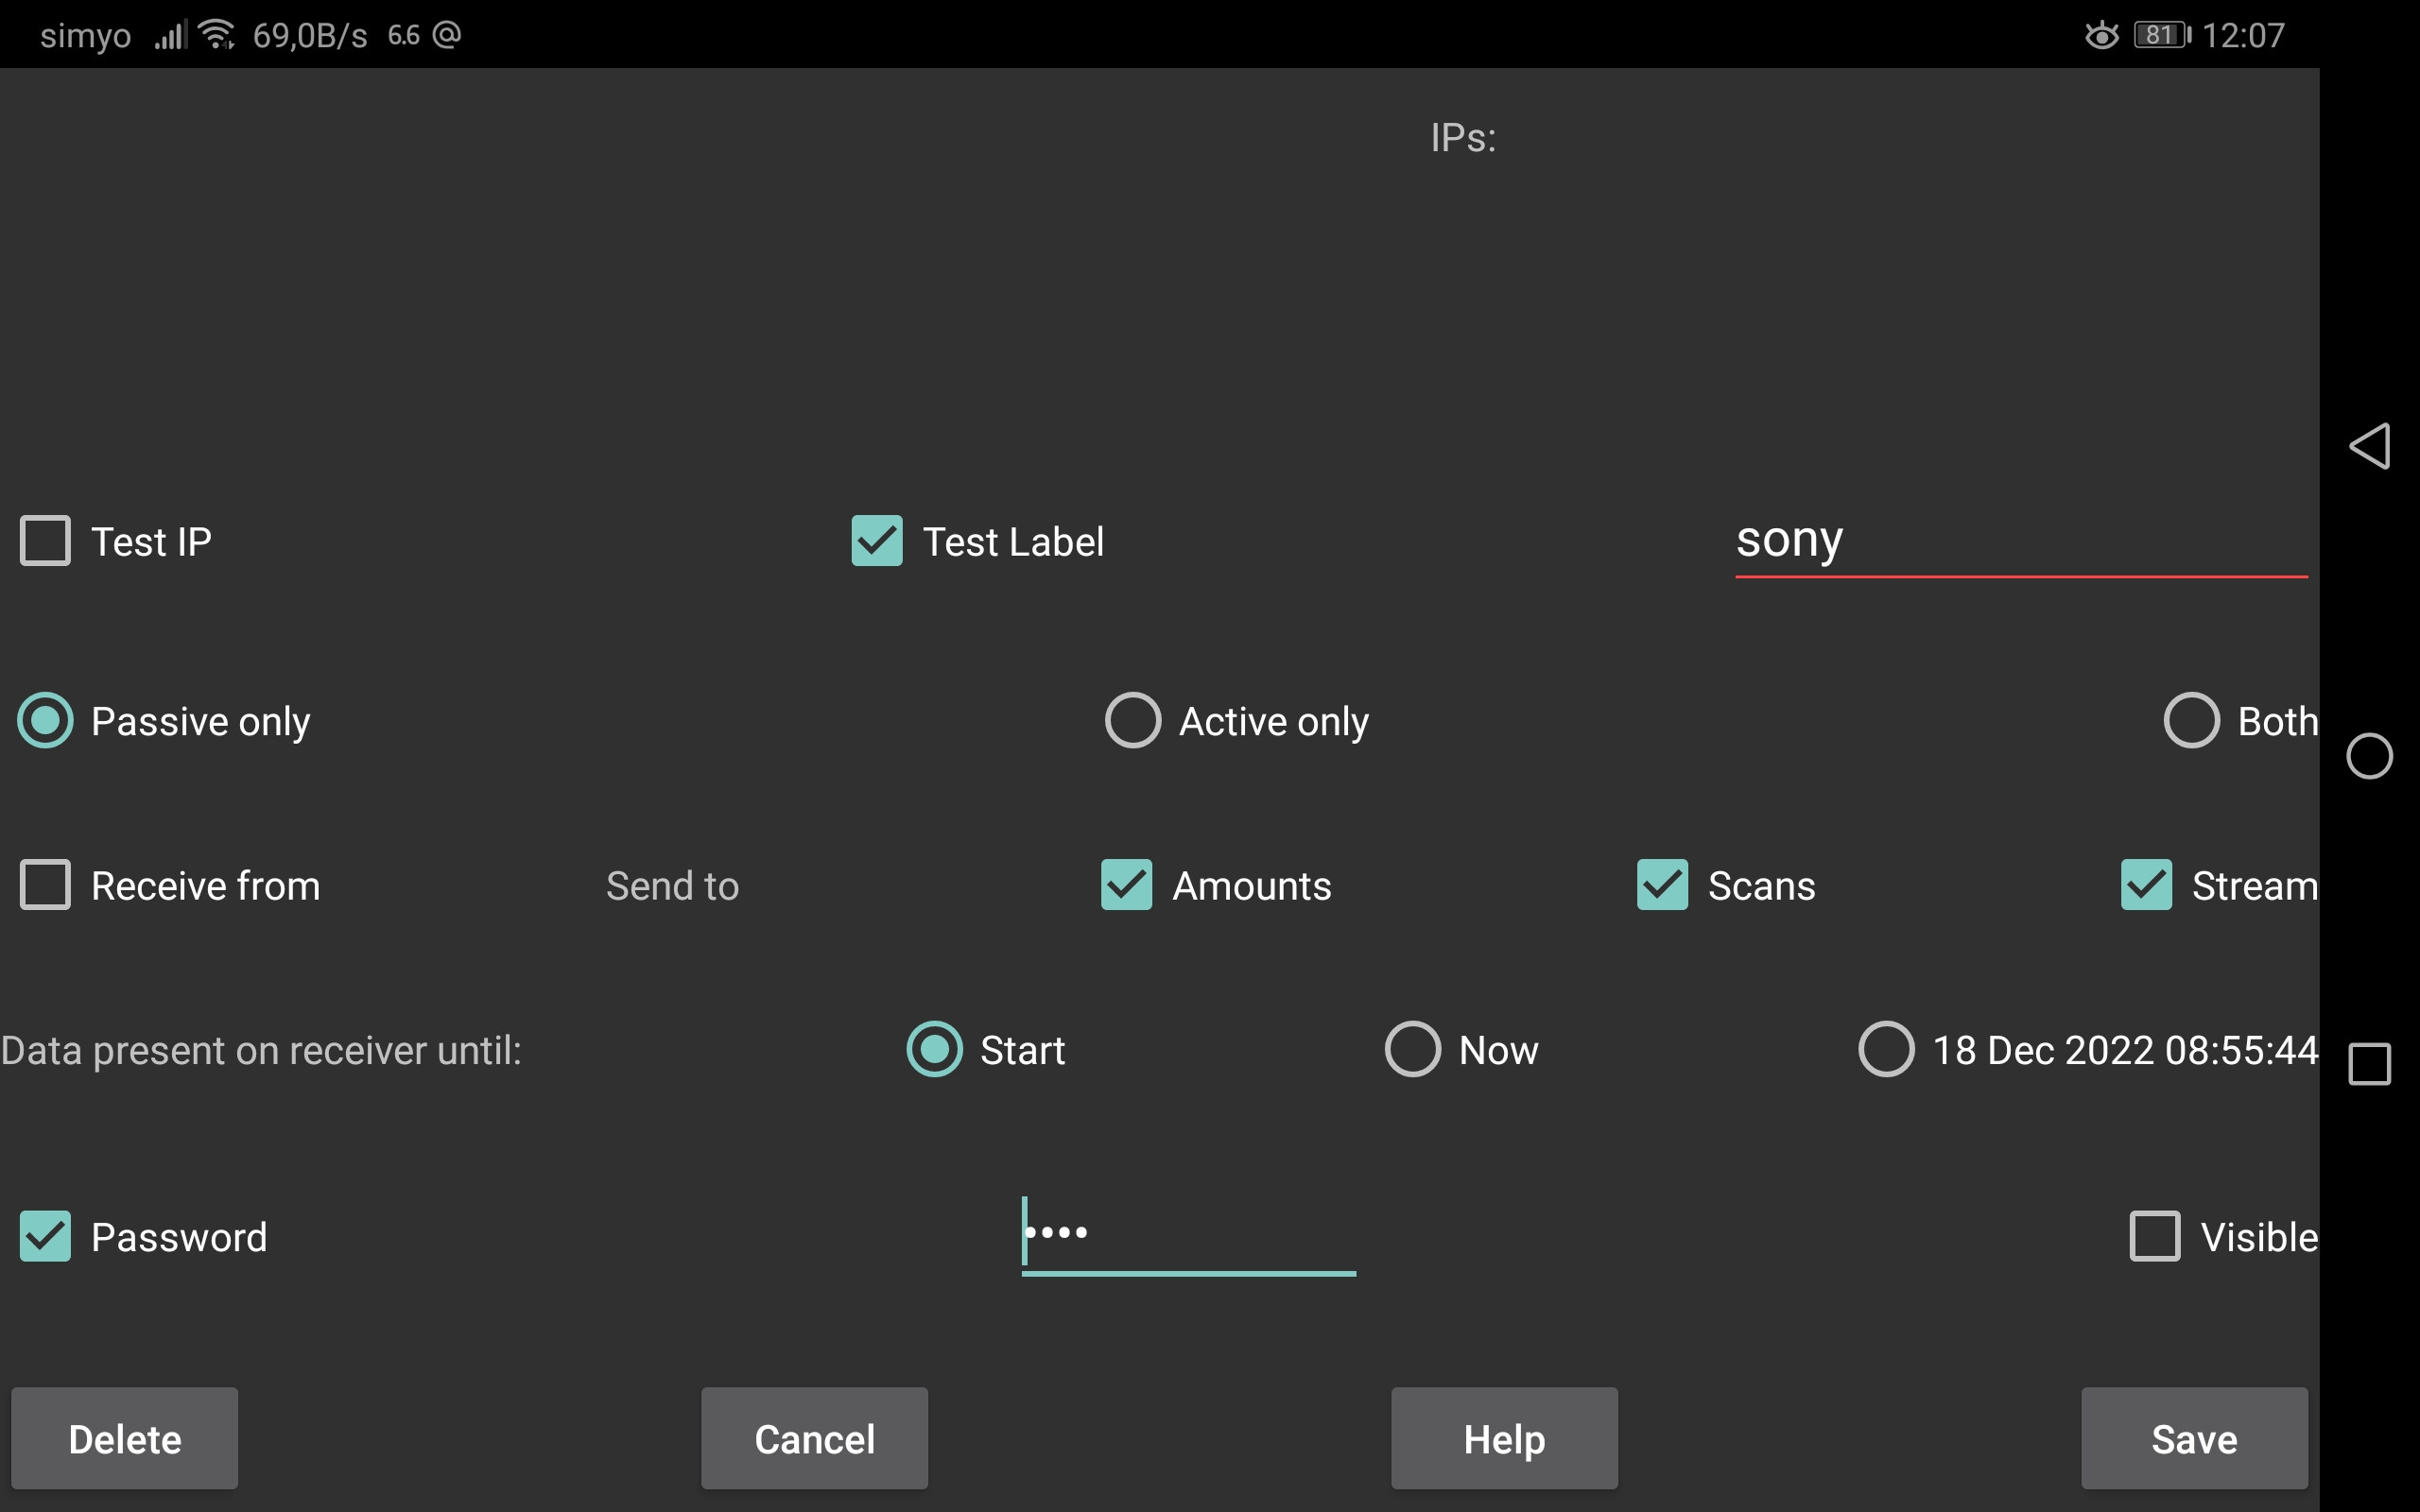 simyo 69,0B/s 6.6 @ 81 12:07
IPs:
Test IP Test Label sony
Passive only Active only Both
Receive from Send to Amounts Scans Stream
Data present on receiver until: Start Now 18 Dec 2022 08:55:44
Password •••• Visible
Delete Cancel Help Save